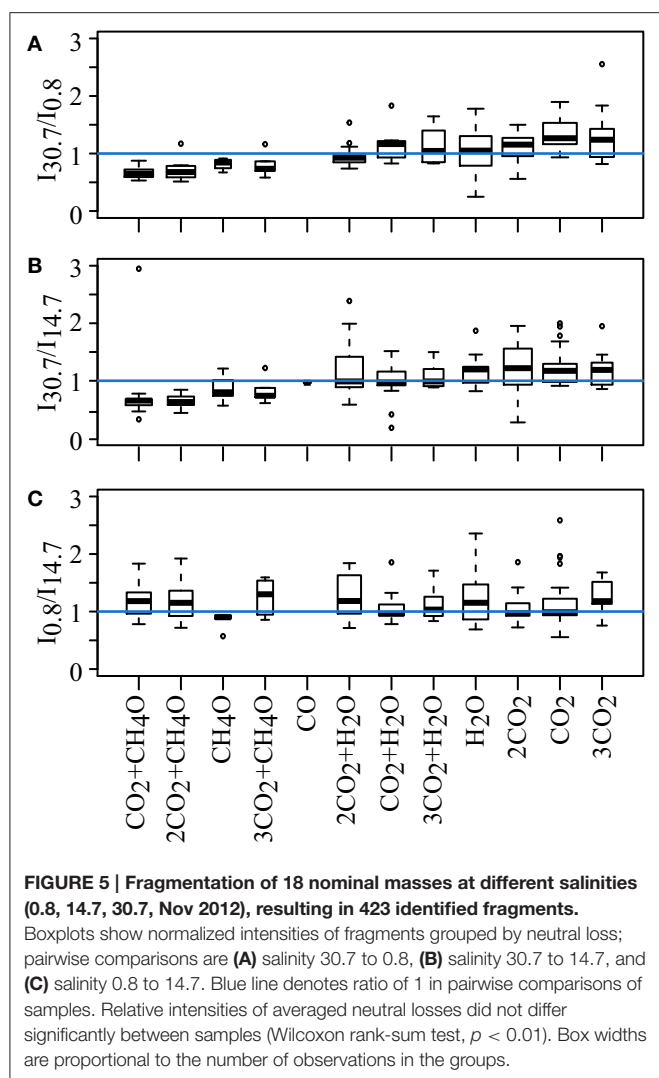 A
I30.7/I0.8
3
2
1
0
B
I30.7/I14.7
3
2
1
0
C
I0.8/I14.7
3
2
1
0
CO2+CH4O
2CO2+CH4O
CH4O
3CO2+CH4O
CO
2CO2+H2O
CO2+H2O
3CO2+H2O
H2O
2CO2
CO2
3CO2
FIGURE 5 | Fragmentation of 18 nominal masses at different salinities
(0.8, 14.7, 30.7, Nov 2012), resulting in 423 identified fragments.
Boxplots show normalized intensities of fragments grouped by neutral loss;
pairwise comparisons are (A) salinity 30.7 to 0.8, (B) salinity 30.7 to 14.7, and
(C) salinity 0.8 to 14.7. Blue line denotes ratio of 1 in pairwise comparisons of
samples. Relative intensities of averaged neutral losses did not differ
significantly between samples (Wilcoxon rank-sum test, p < 0.01). Box widths
are proportional to the number of observations in the groups.